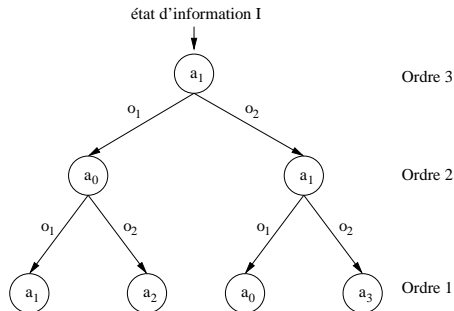 état d'information I
a1 Ordre 3
o1 o2
a0 a1 Ordre 2
o1 o2 o1 o2
a1 a2 a0 a3 Ordre 1